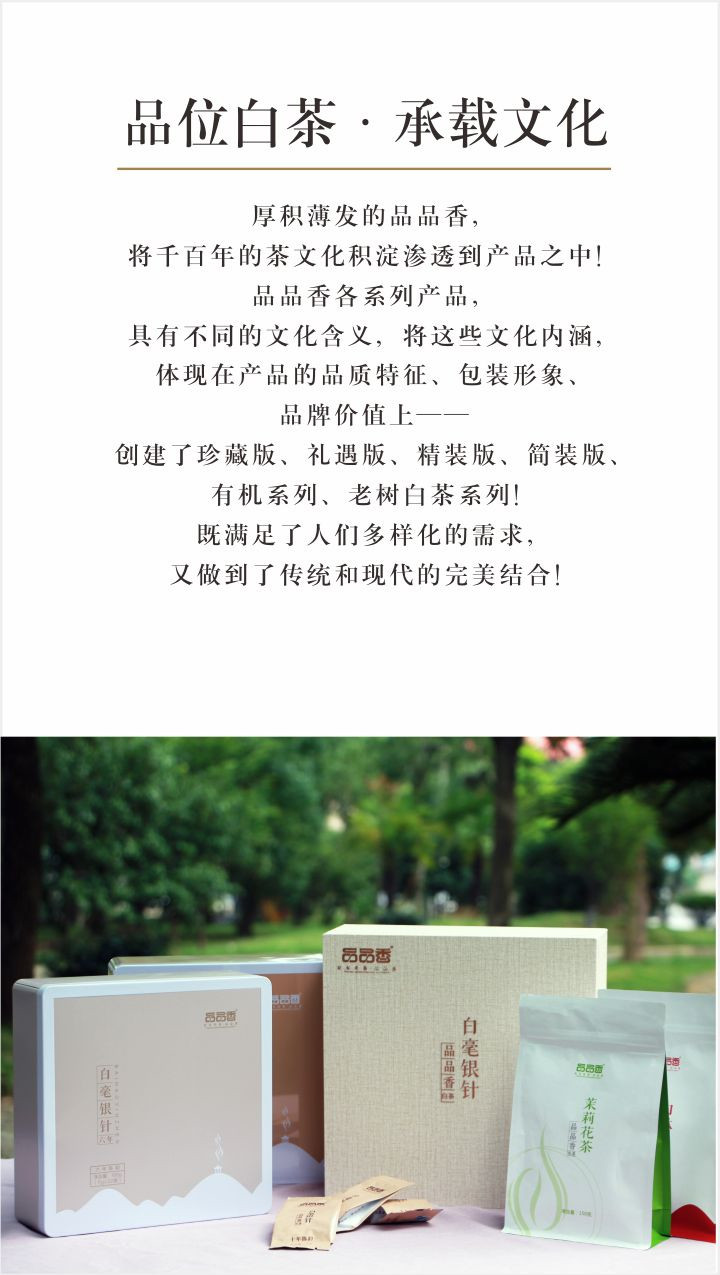 品位白茶·承载文化
厚积薄发的品品香，
将千百年的茶文化积淀渗透到产品之中！
品品香各系列产品，
具有不同的文化含义，将这些文化内涵，
体现在产品的品质特征、包装形象、
品牌价值上——
创建了珍藏版、礼遇版、精装版、简装版、
有机系列、老树白茶系列！
既满足了人们多样化的需求，
又做到了传统和现代的完美结合！
品品香
白毫银针
六年
品品香
品品香
白毫银针
品品香
白茶
品品香
茉莉花茶
品品香
十年陈韵